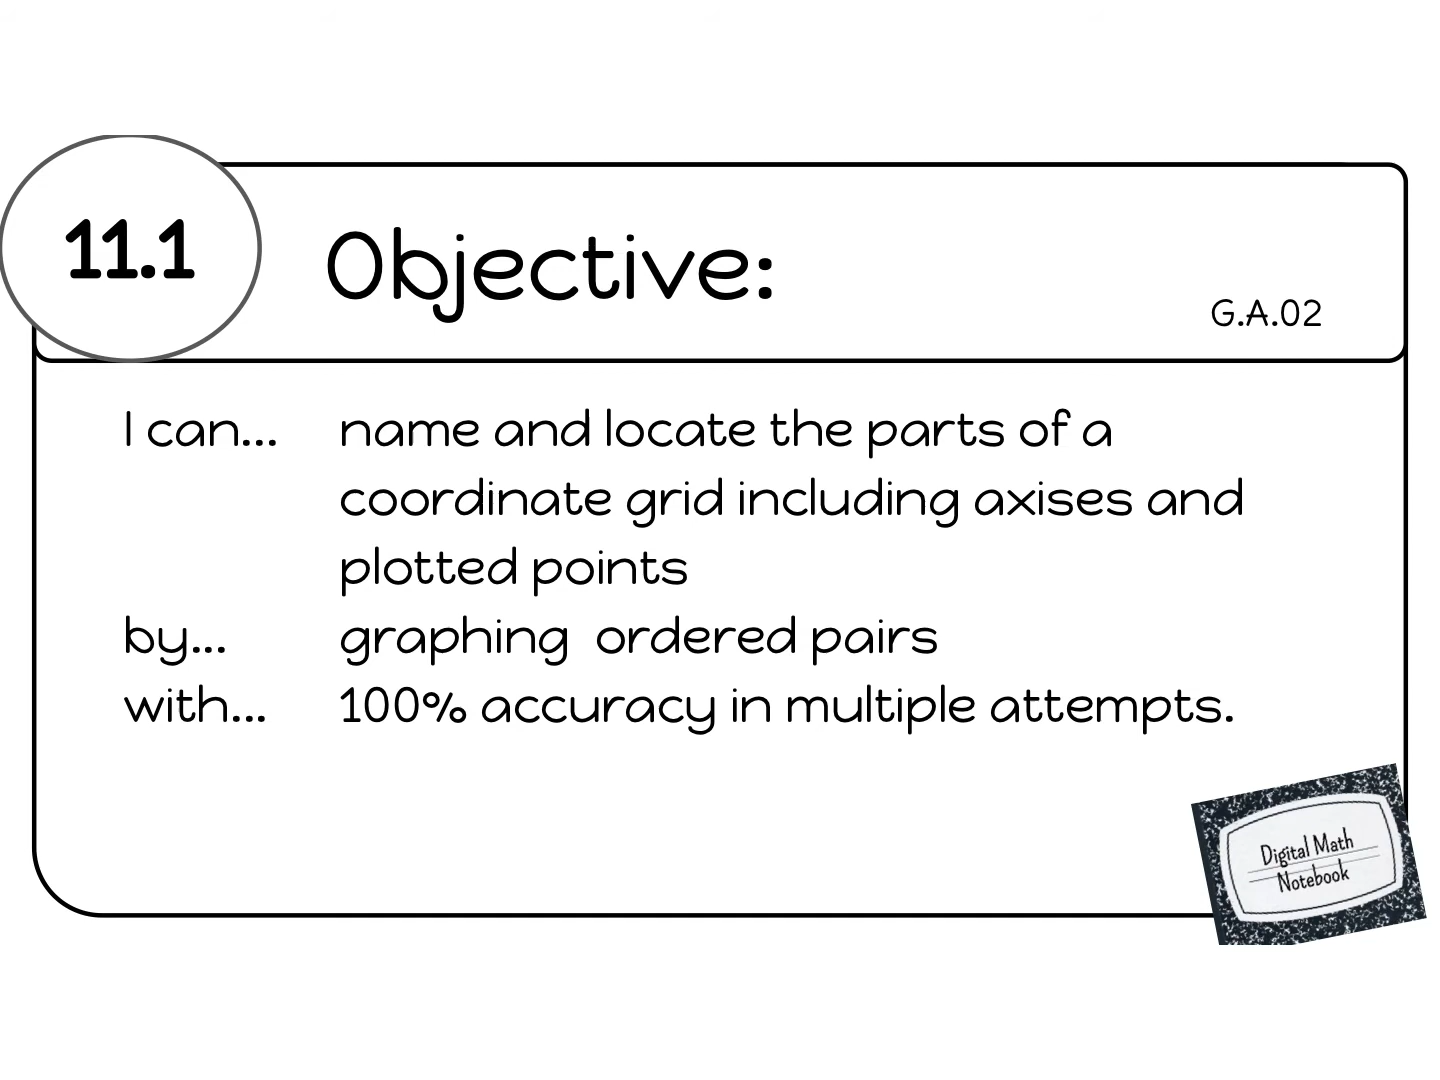 11.1
Objective:
G.A.02
I can... name and locate the parts of a
coordinate grid including axises and
plotted points
by... graphing ordered pairs
with... 100% accuracy in multiple attempts.
Digital Math
Notebook